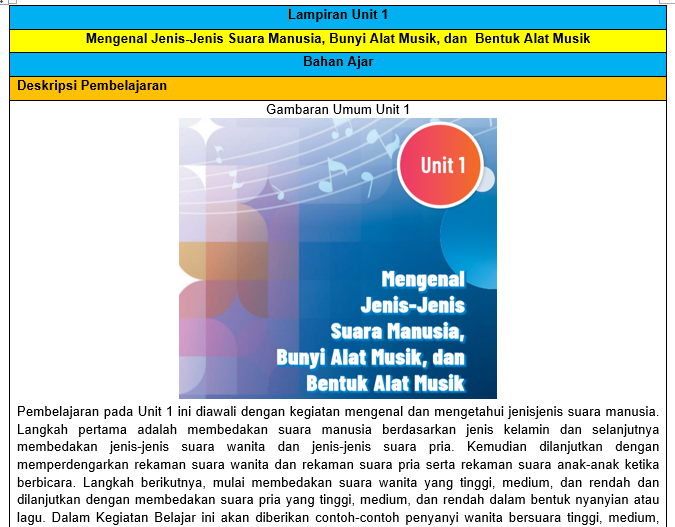 Lampiran Unit 1
Mengenal Jenis-Jenis Suara Manusia, Bunyi Alat Musik, dan Bentuk Alat Musik
Bahan Ajar
Deskripsi Pembelajaran
Gambaran Umum Unit 1
Unit 1
Mengenal
Jenis-Jenis
Suara Manusia,
Bunyi Alat Musik, dan
Bentuk Alat Musik
Pembelajaran pada Unit 1 ini diawali dengan kegiatan mengenal dan mengetahui jenisjenis suara manusia.
Langkah pertama adalah membedakan suara manusia berdasarkan jenis kelamin dan selanjutnya
membedakan jenis-jenis suara wanita dan jenis-jenis suara pria. Kemudian dilanjutkan dengan
memperdengarkan rekaman suara wanita dan rekaman suara pria serta rekaman suara anak-anak ketika
berbicara. Langkah berikutnya, mulai membedakan suara wanita yang tinggi, medium, dan rendah dan
dilanjutkan dengan membedakan suara pria yang tinggi, medium, dan rendah dalam bentuk nyanyian atau
lagu. Dalam Kegiatan Belajar ini akan diberikan contoh-contoh penyanyi wanita bersuara tinggi, medium,